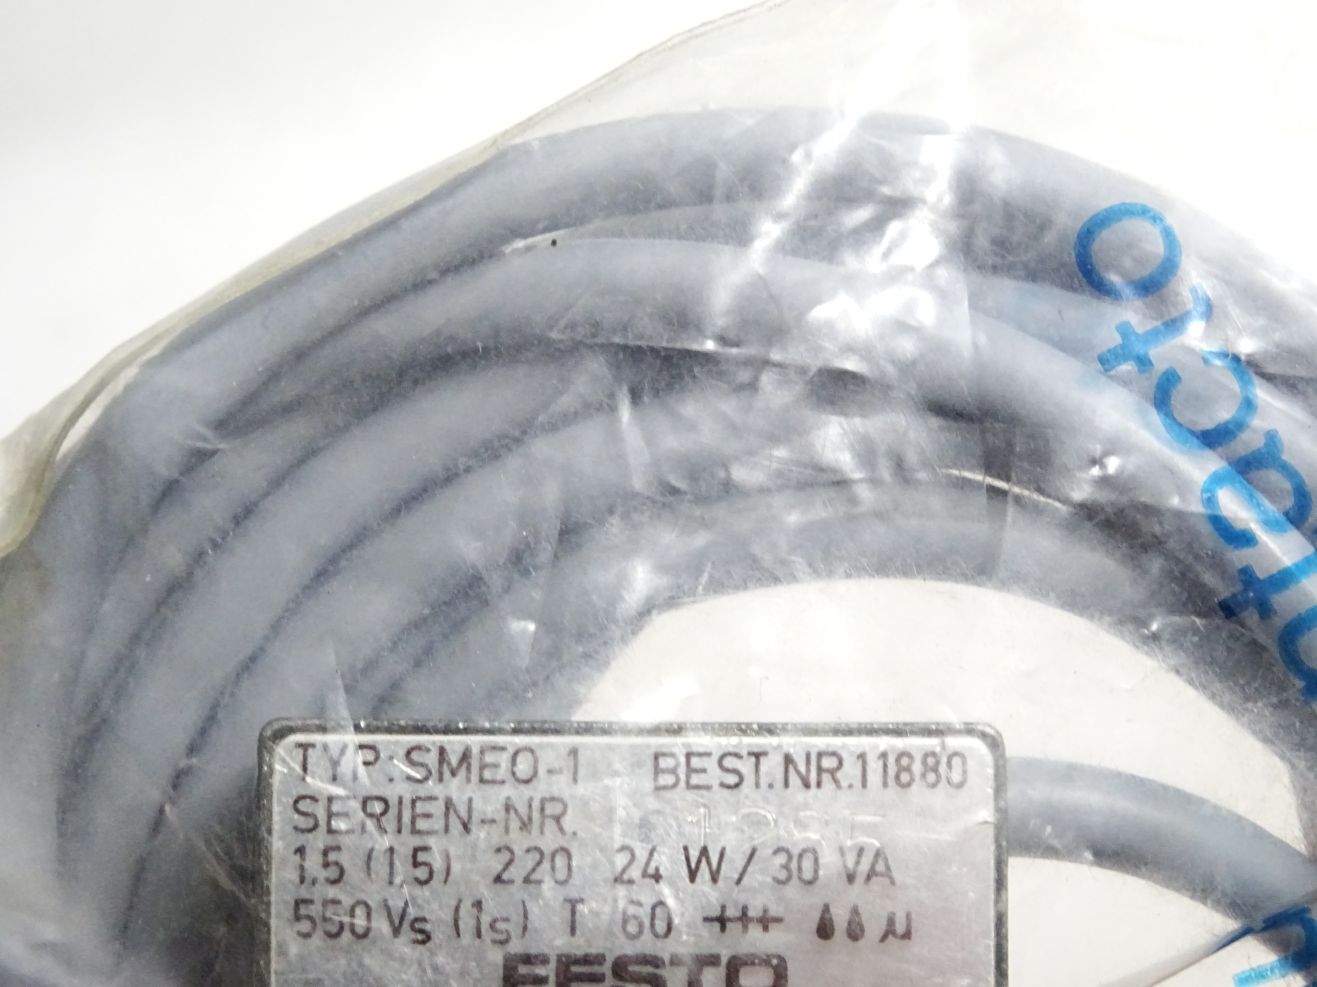 TYP:SMEO-1 BEST.NR.11880
SERIEN-NR.
1,5 (1,5) 220 24 W/30 VA
550 Vs (1s) T 60 µ
FESTO